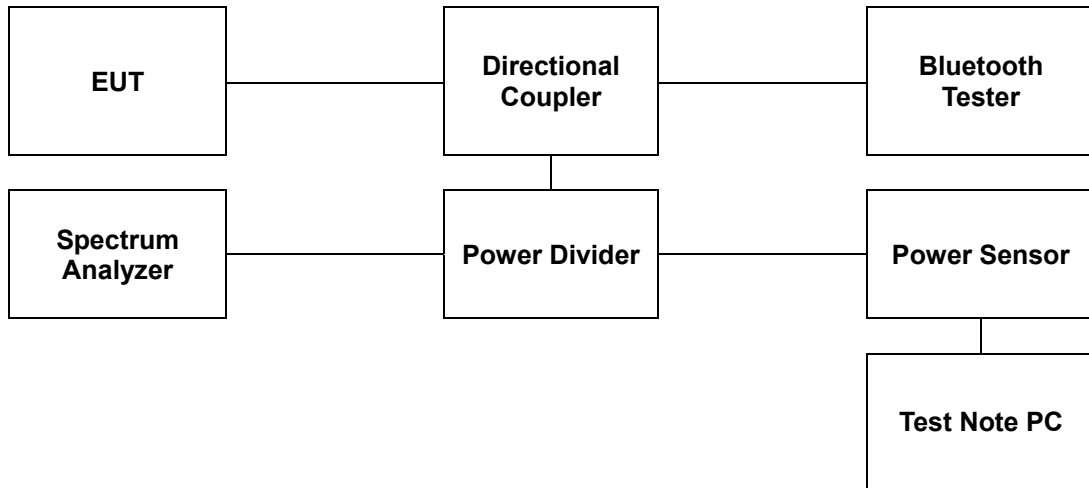 EUT
Directional
Coupler
Bluetooth
Tester
Spectrum
Analyzer
Power Divider
Power Sensor
Test Note PC